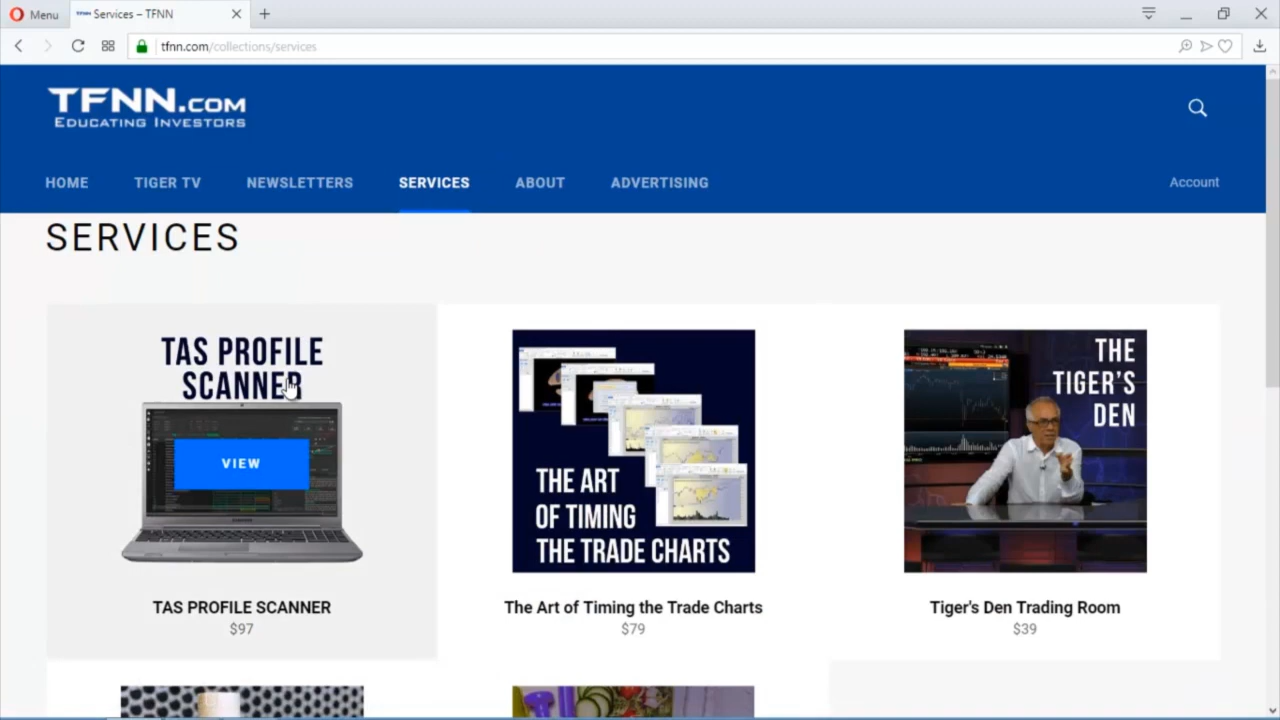 Menu
Services – TFNN
tfnn.com/collections/services
TFNN.COM
EDUCATING INVESTORS
HOME TIGER TV NEWSLETTERS SERVICES ABOUT ADVERTISING Account
SERVICES
TAS PROFILE
SCANNER
VIEW
TAS PROFILE SCANNER
$97
THE ART
OF TIMING
THE TRADE CHARTS
The Art of Timing the Trade Charts
$79
THE
TIGER'S
DEN
Tiger's Den Trading Room
$39